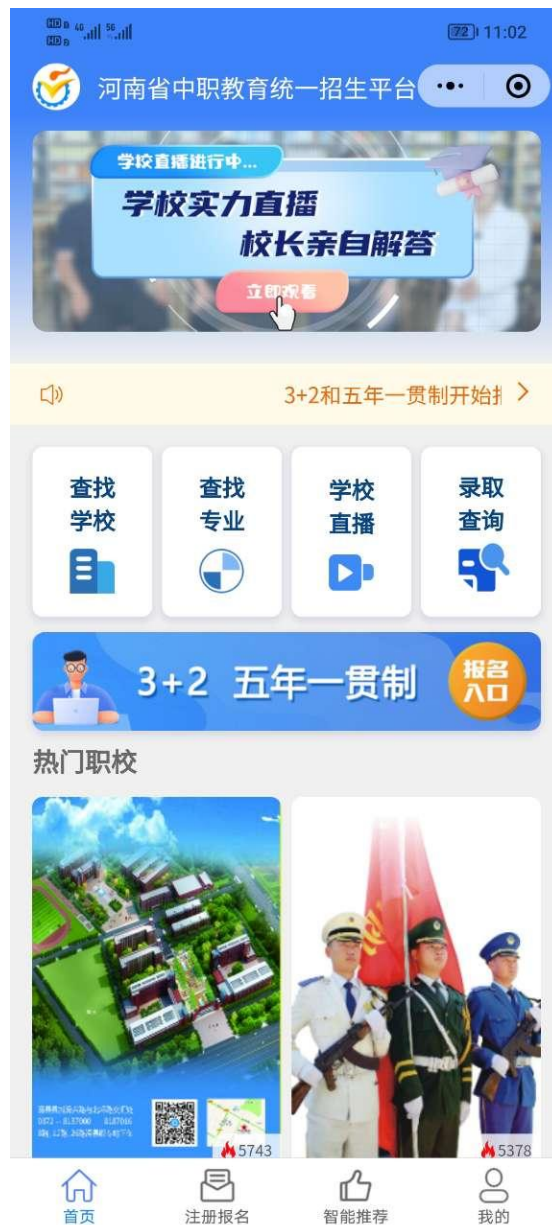 72 11:02
河南省中职教育统一招生平台
学校直播进行中...
学校实力直播
校长亲自解答
立即观看
3+2和五年一贯制开始
查找
学校
查找
专业
学校
直播
录取
查询
3+2 五年一贯制
报名
入口
热门职校
5743
5378
首页
注册报名
智能推荐
我的